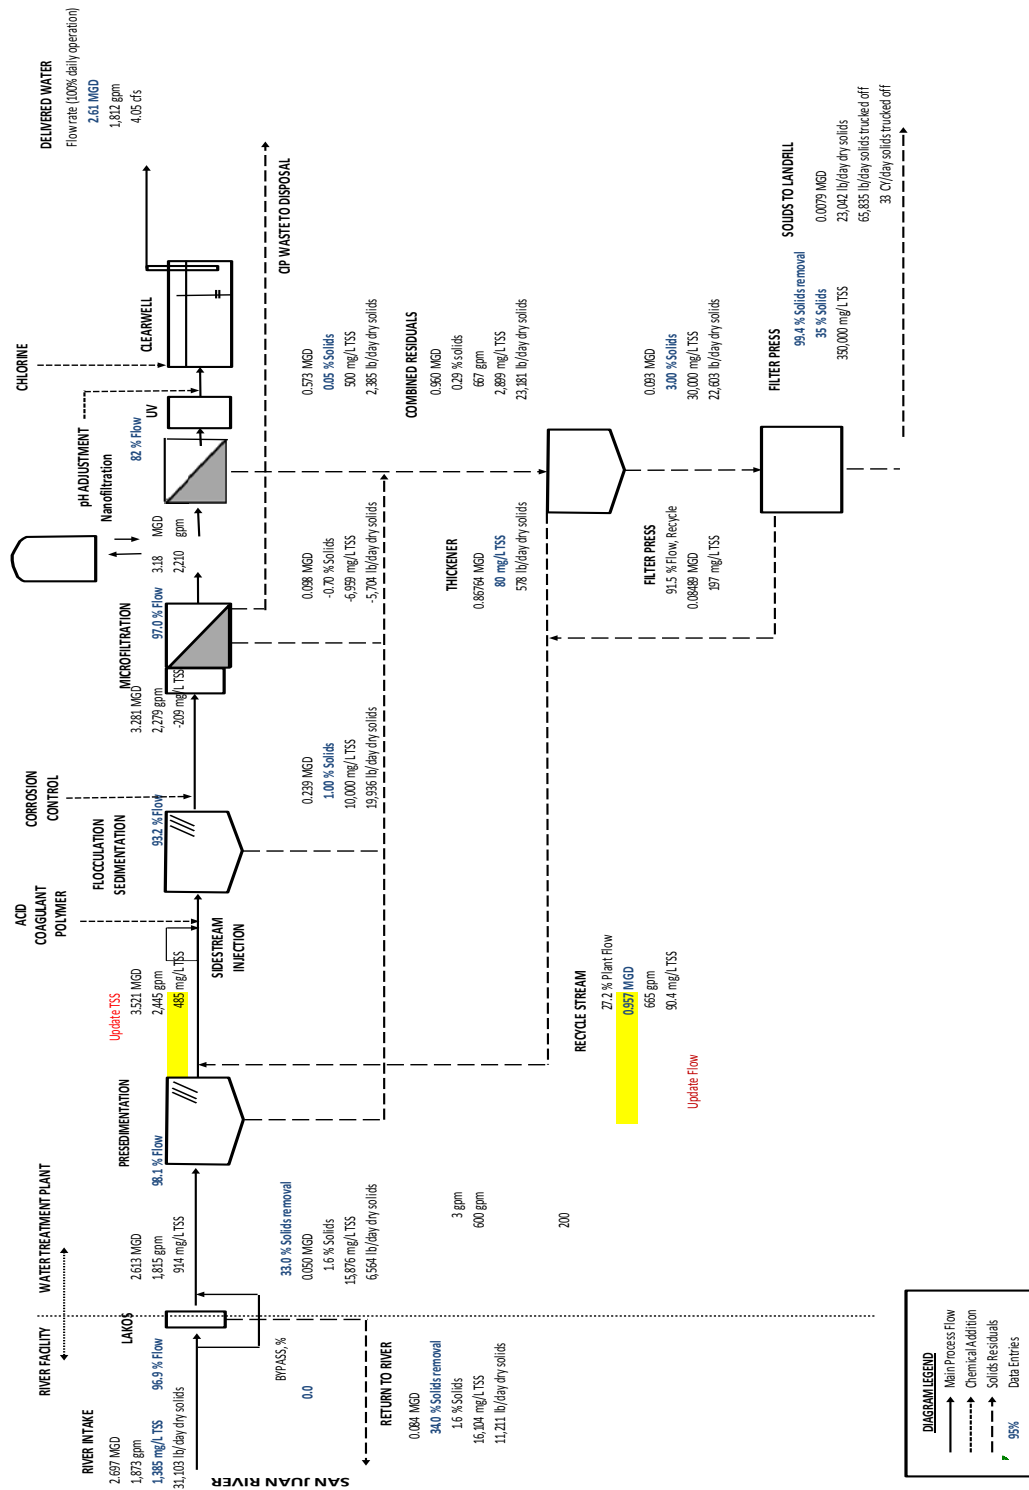 RIVER FACILITY
WATER TREATMENT PLANT
RIVER INTAKE
2.697 MGD
1,873 gpm
1,385 mg/L TSS
31,103 lb/day dry solids
SAN JUAN RIVER
96.9 % Flow
LAKOS
BYPASS, %
0.0
RETURN TO RIVER
0.084 MGD
34.0 % Solids removal
1.6 % Solids
16,104 mg/L TSS
11,211 lb/day dry solids
2.613 MGD
1,815 gpm
914 mg/L TSS
PRESEDIMENTATION
98.1 % Flow
33.0 % Solids removal
0.050 MGD
1.6 % Solids
15,876 mg/L TSS
6,564 lb/day dry solids
3 gpm
600 gpm
200
Update TSS
3.521 MGD
2,445 gpm
485 mg/L TSS
ACID
COAGULANT
POLYMER
SIDESTREAM
INJECTION
FLOCCULATION
SEDIMENTATION
93.2 % Flow
CORROSION
CONTROL
0.239 MGD
1.00 % Solids
10,000 mg/L TSS
19,936 lb/day dry solids
3.281 MGD
2,279 gpm
-209 mg/L TSS
MICROFILTRATION
97.0 % Flow
0.098 MGD
-0.70 % Solids
-6,959 mg/L TSS
-5,704 lb/day dry solids
3.18 MGD
2,210 gpm
pH ADJUSTMENT
Nanofiltration
82 % Flow
UV
CHLORINE
CLEARWELL
DELIVERED WATER
Flow rate (100% daily operation)
2.61 MGD
1,812 gpm
4.05 cfs
CIP WASTE TO DISPOSAL
0.573 MGD
0.05 % Solids
500 mg/L TSS
2,385 lb/day dry solids
COMBINED RESIDUALS
0.960 MGD
0.29 % solids
667 gpm
2,899 mg/L TSS
23,181 lb/day dry solids
THICKENER
0.86764 MGD
80 mg/L TSS
578 lb/day dry solids
0.093 MGD
3.00 % Solids
30,000 mg/L TSS
22,603 lb/day dry solids
FILTER PRESS
91.5 % Flow, Recycle
0.08489 MGD
197 mg/L TSS
FILTER PRESS
99.4 % Solids removal
35 % Solids
350,000 mg/L TSS
SOLIDS TO LANDFILL
0.0079 MGD
23,042 lb/day dry solids
65,835 lb/day solids trucked off
33 CY/day solids trucked off
RECYCLE STREAM
27.2 % Plant Flow
0.957 MGD
665 gpm
90.4 mg/L TSS
Update Flow
DIAGRAM LEGEND
Main Process Flow
Chemical Addition
Solids Residuals
95% Data Entries